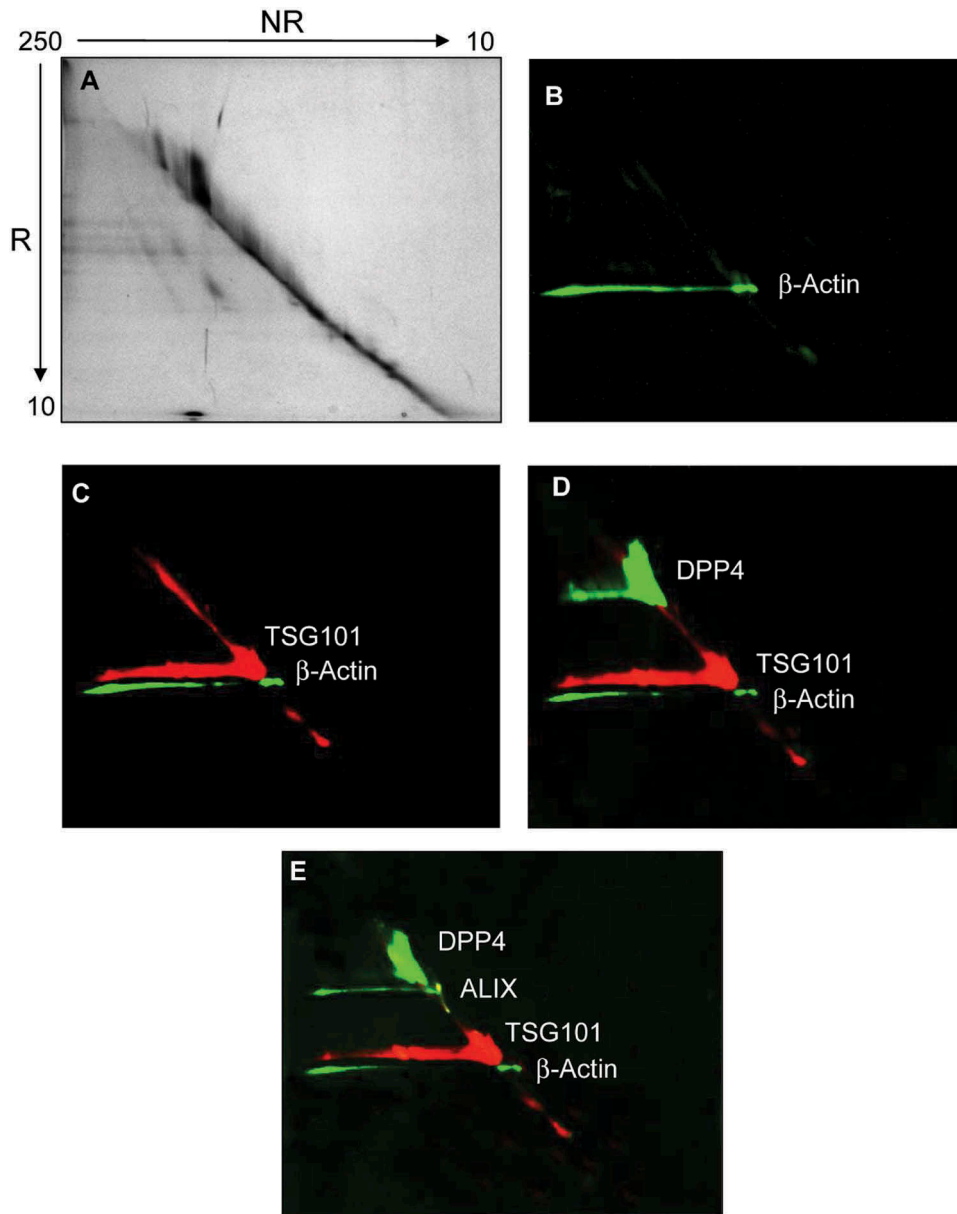 NR
250 10
A
R
10
B
β-Actin
C
TSG101
β-Actin
D
DPP4
TSG101
β-Actin
E
DPP4
ALIX
TSG101
β-Actin